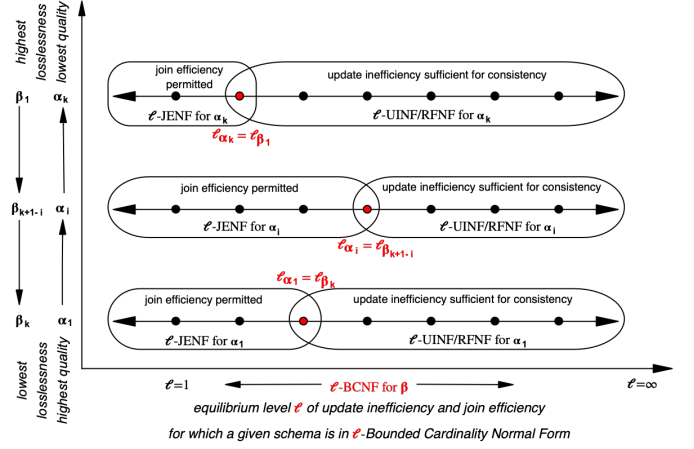 highest
losslessness
lowest quality
β1
αk
join efficiency
permitted
update inefficiency sufficient for consistency
ℓ-JENF for αk
ℓ-UINF/RFNF for αk
ℓαk = ℓβ1
βk+1-i
αi
join efficiency permitted
update inefficiency sufficient for consistency
ℓ-JENF for αi
ℓ-UINF/RFNF for αi
ℓαi = ℓβk+1-i
ℓα1 = ℓβk
βk
α1
join efficiency permitted
update inefficiency sufficient for consistency
ℓ-JENF for α1
ℓ-UINF/RFNF for α1
lowest
losslessness
highest quality
ℓ=1
ℓ-BCNF for β
ℓ=∞
equilibrium level ℓ of update inefficiency and join efficiency
for which a given schema is in ℓ-Bounded Cardinality Normal Form